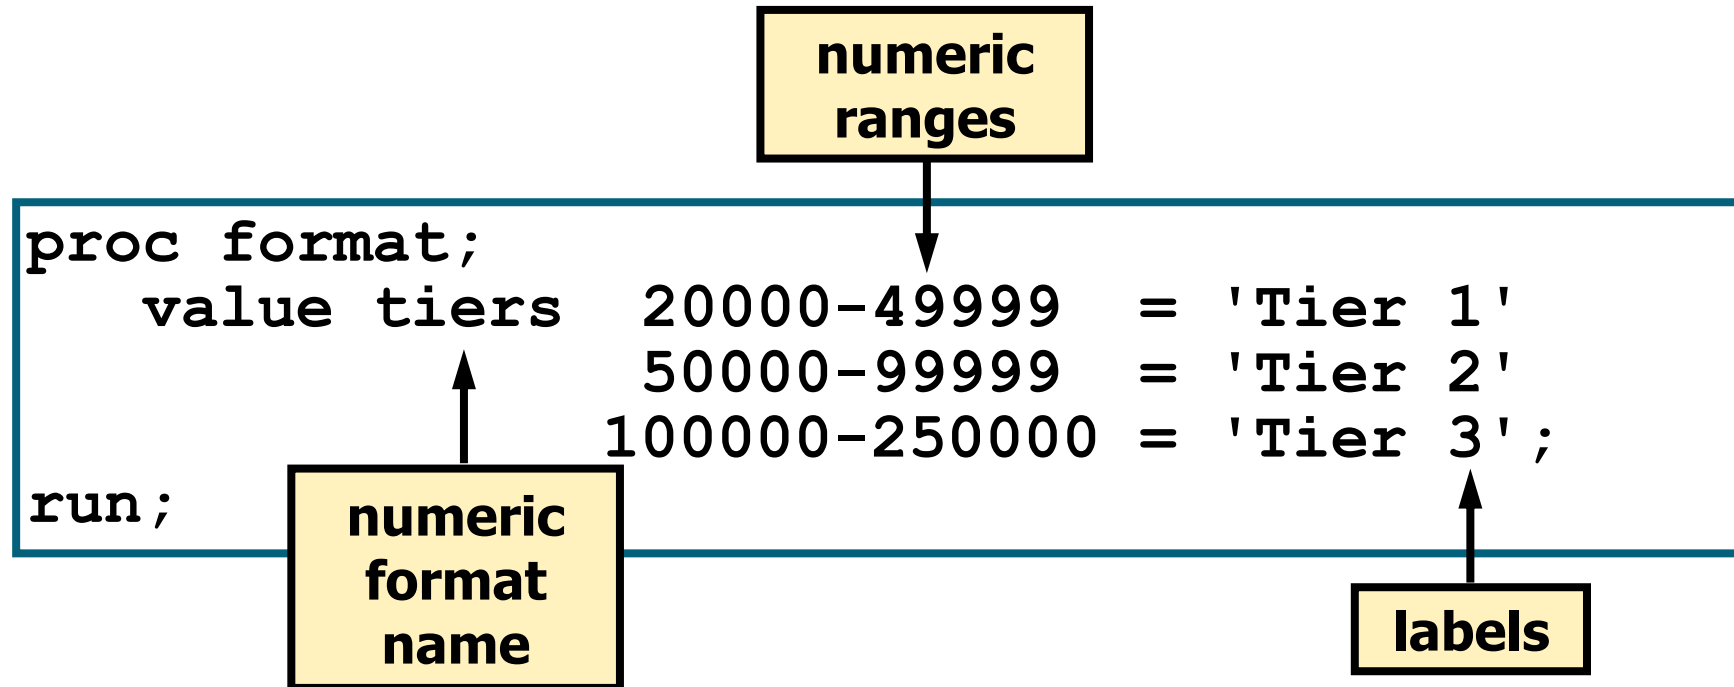 numeric
ranges
proc format;
value tiers 20000-49999 = 'Tier 1'
50000-99999 = 'Tier 2'
100000-250000 = 'Tier 3';
run;
numeric
format
name
labels